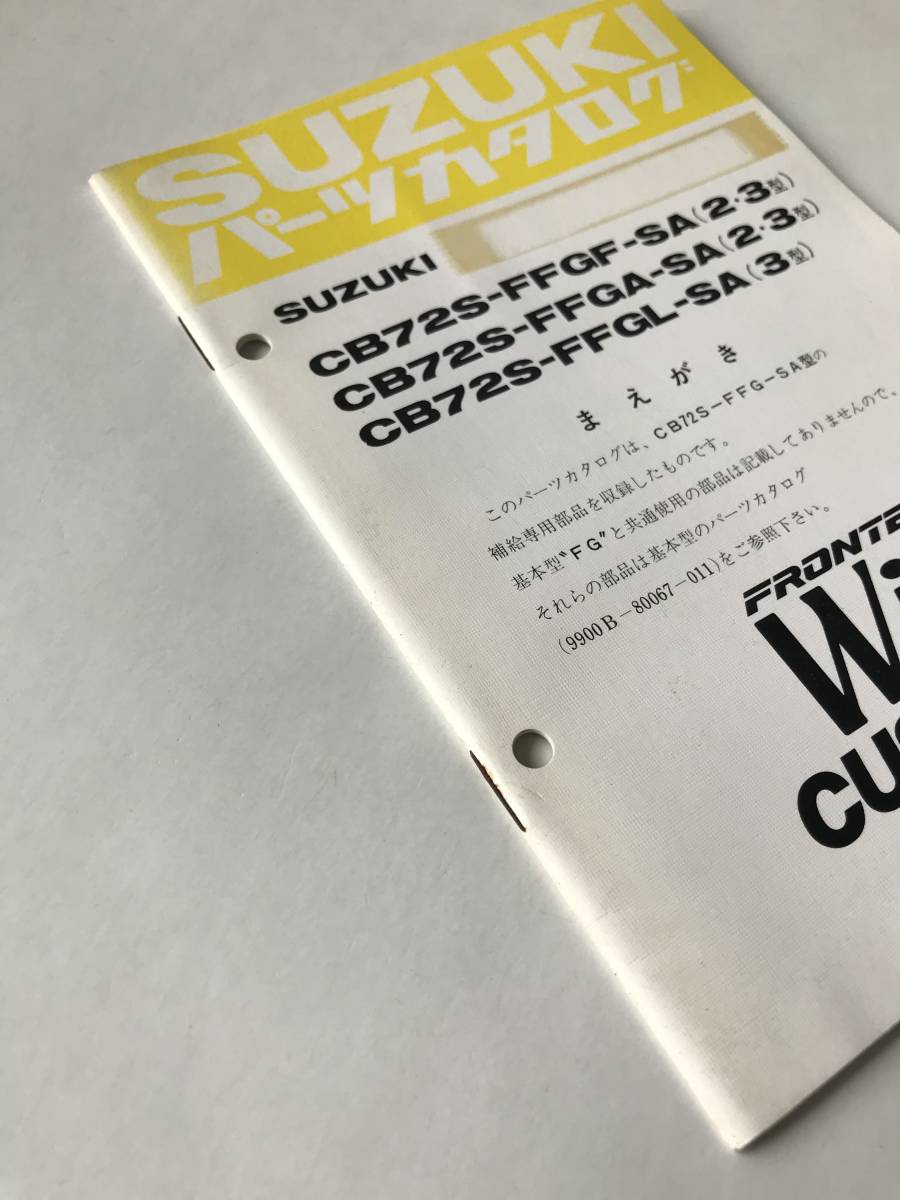 SUZUKI
パーツカタログ
SUZUKI
CB72S-FFGF-SA(2・3型)
CB72S-FFGA-SA(2・3型)
CB72S-FFGL-SA(3型)
まえがき
このパーツカタログは、CB72S-FFG-SA型の
補給専用部品を収録したものです。
基本型"FG"と共通使用の部品は記載してありませんので、
それらの部品は基本型のパーツカタログ
(9900B-80067-011)をご参照下さい。
FRONTE
Wi
CUS